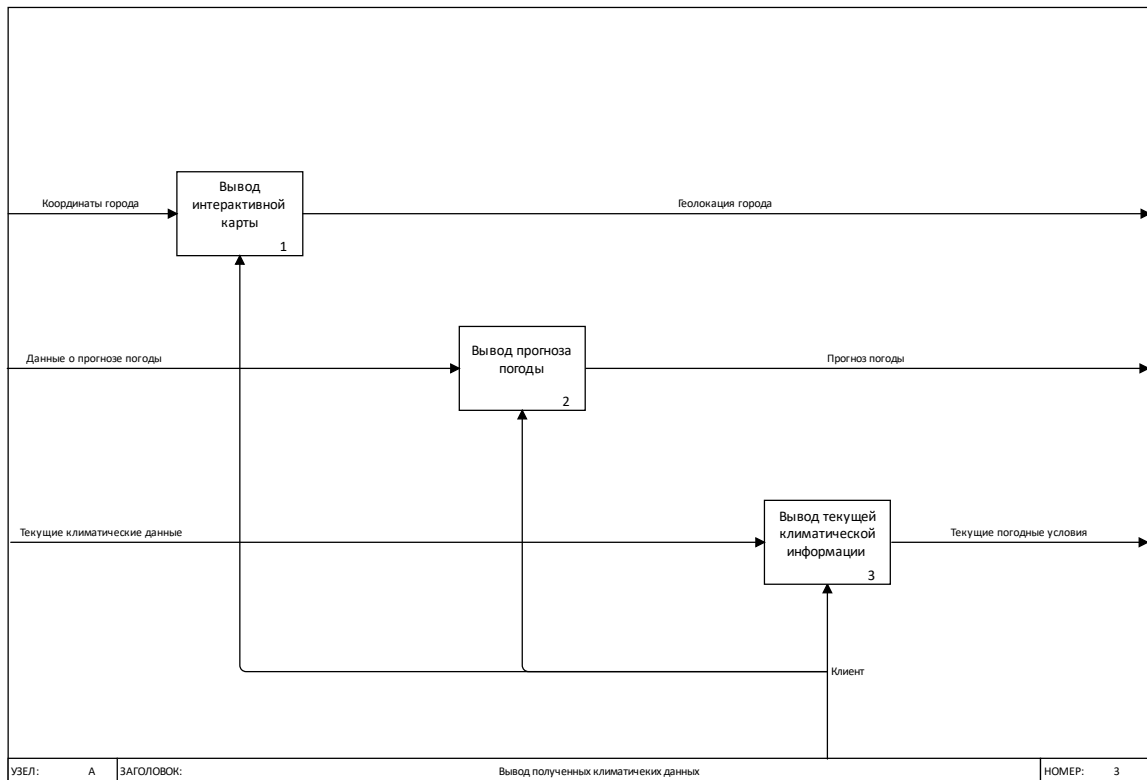 Вывод
интерактивной
карты
1
Координаты города
Геолокация города
Вывод прогноза
погоды
2
Данные о прогнозе погоды
Прогноз погоды
Вывод текущей
климатической
информации
3
Текущие климатические данные
Текущие погодные условия
Клиент
УЗЕЛ: А ЗАГОЛОВОК: Вывод полученных климатичеких данных НОМЕР: 3